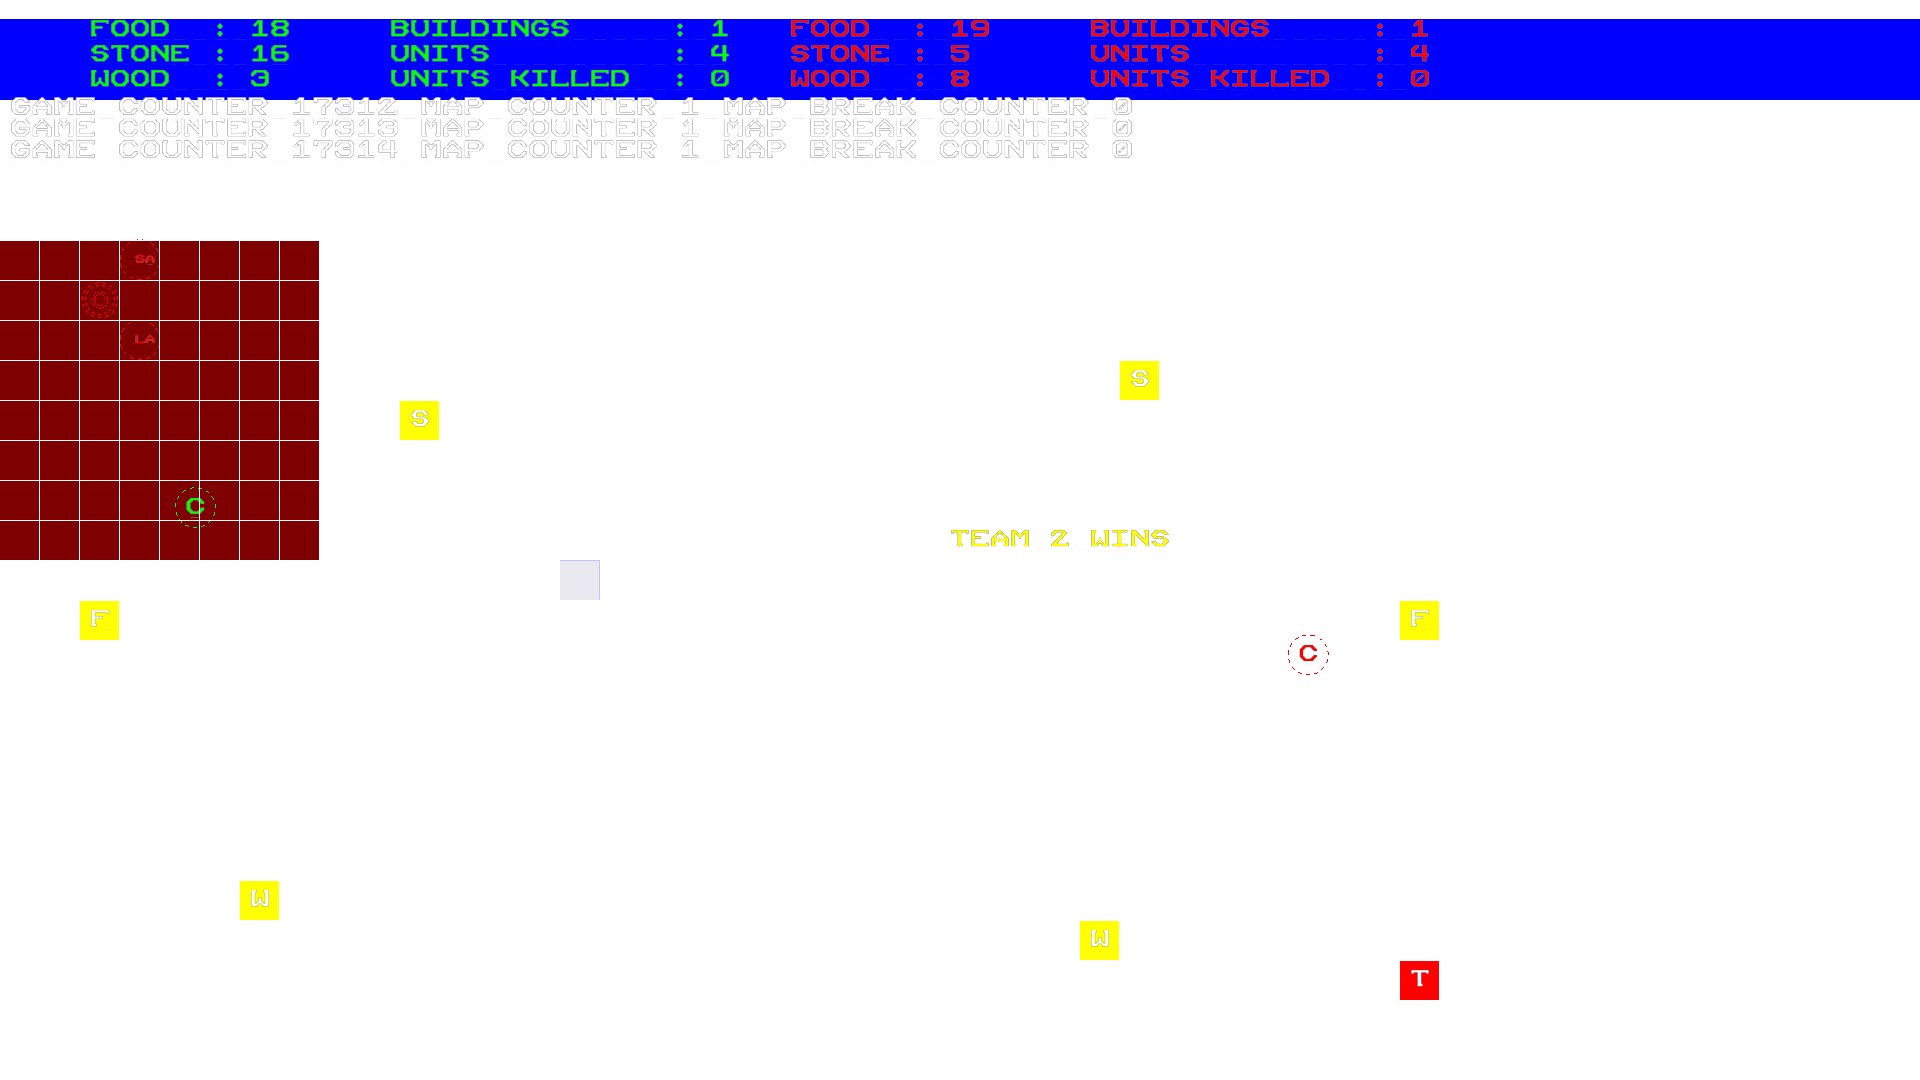 FOOD : 18 BUILDINGS : 1 FOOD : 19 BUILDINGS : 1
STONE : 16 UNITS : 4 STONE : 5 UNITS : 4
WOOD : 3 UNITS KILLED : 0 WOOD : 8 UNITS KILLED : 0
GAME COUNTER 17312 MAP COUNTER 1 MAP BREAK COUNTER 0
GAME COUNTER 17313 MAP COUNTER 1 MAP BREAK COUNTER 0
GAME COUNTER 17314 MAP COUNTER 1 MAP BREAK COUNTER 0
SA
LA
S
S
C
TEAM 2 WINS
F
F
C
W
W
T